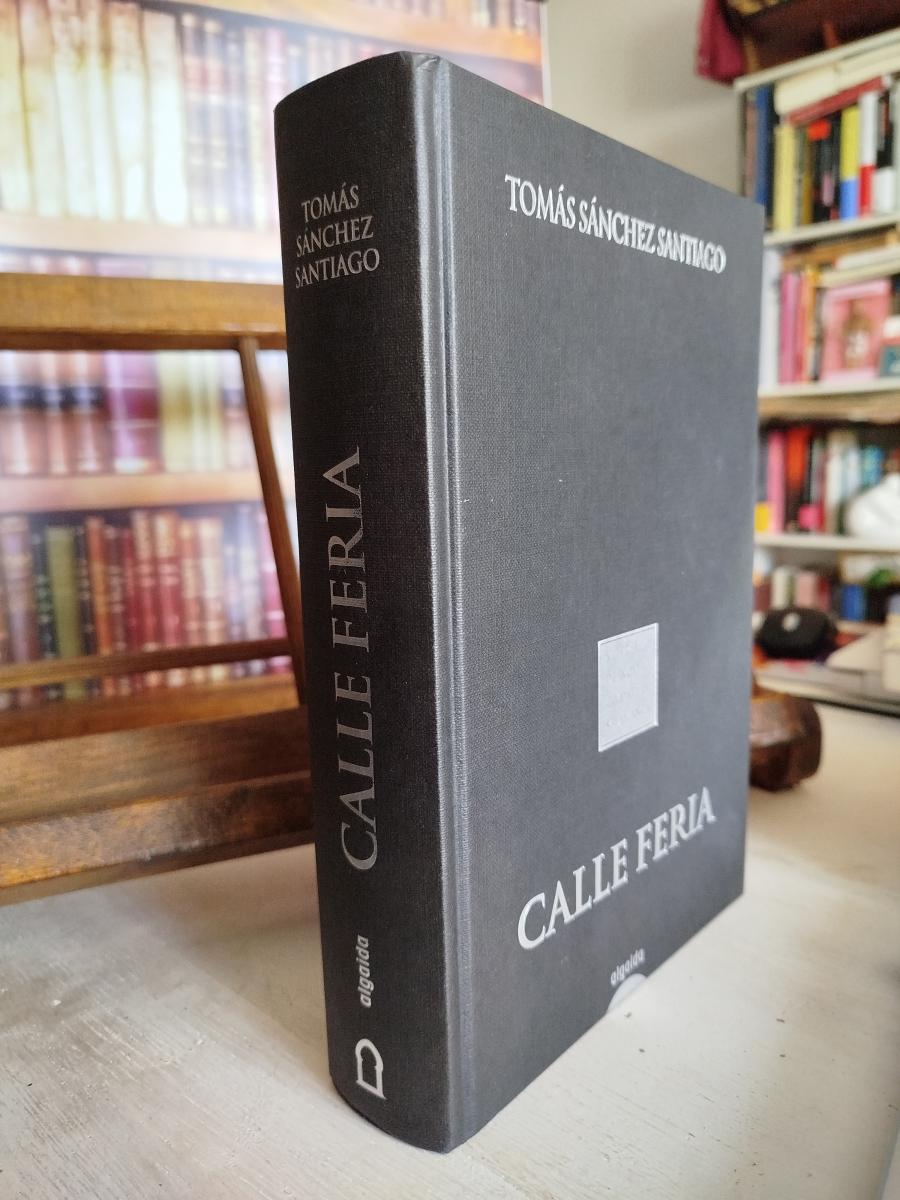 TOMÁS
SÁNCHEZ
SANTIAGO
CALLE FERIA
algaida
TOMÁS SÁNCHEZ SANTIAGO
CALLE FERIA
algaida